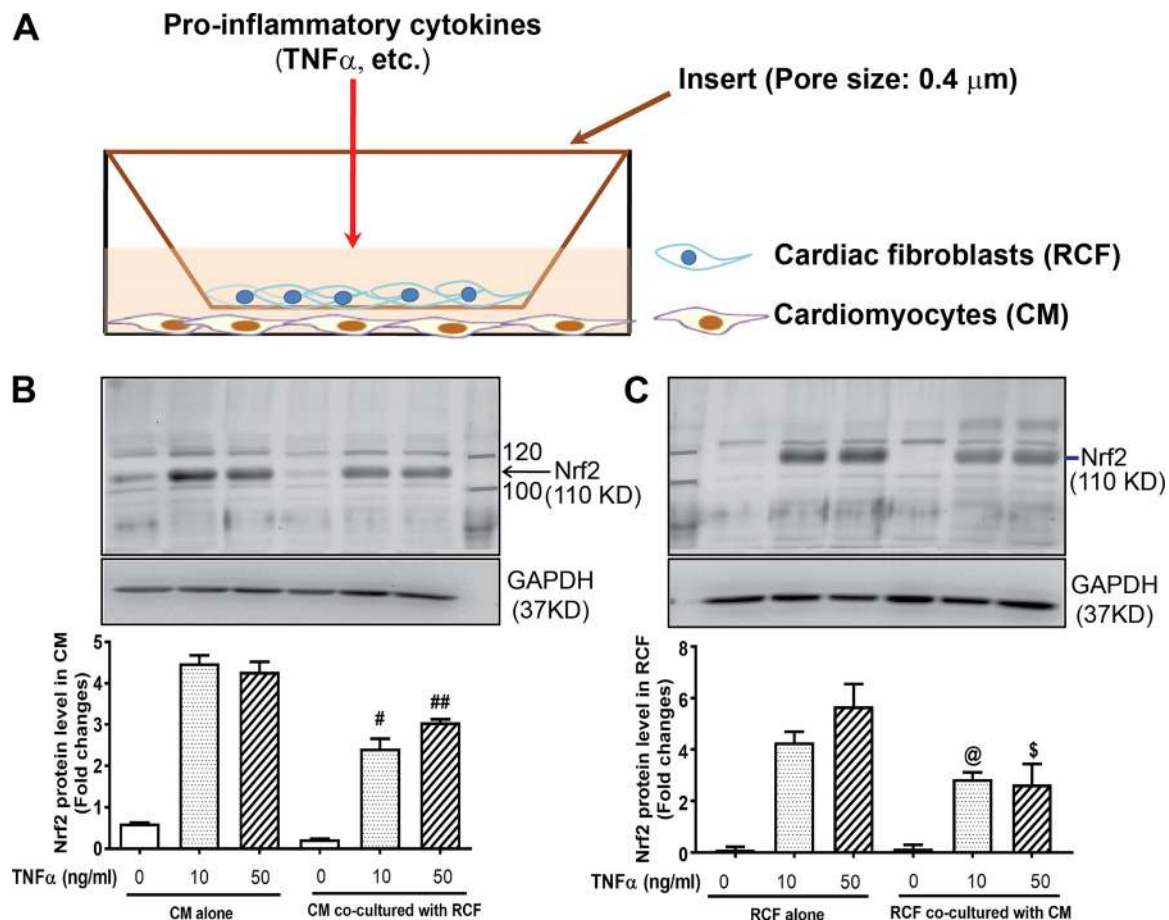 A
Pro-inflammatory cytokines
(TNFα, etc.)
Insert (Pore size: 0.4 μm)
Cardiac fibroblasts (RCF)
Cardiomyocytes (CM)
B
120
Nrf2
100
(110 KD)
GAPDH
(37KD)
Nrf2 protein level in CM
(Fold changes)
5
4
3
2
1
0
#
##
TNFα (ng/ml)
0 10 50 0 10 50
CM alone
CM co-cultured with RCF
C
Nrf2
(110 KD)
GAPDH
(37KD)
Nrf2 protein level in RCF
(Fold changes)
8
6
4
2
0
@
$
TNFα (ng/ml)
0 10 50 0 10 50
RCF alone
RCF co-cultured with CM